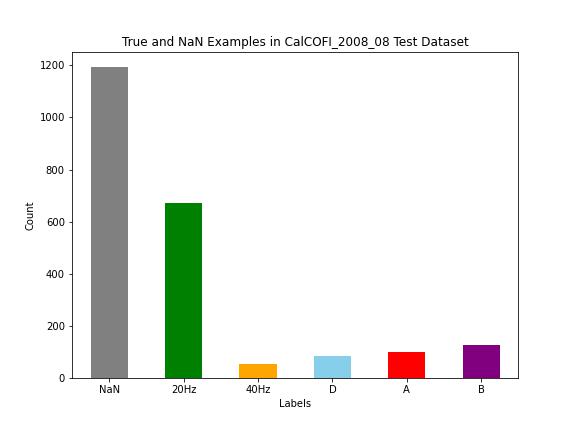 True and NaN Examples in CalCOFI_2008_08 Test Dataset
1200
1000
800
600
400
200
0
Count
NaN 20Hz 40Hz D A B
Labels